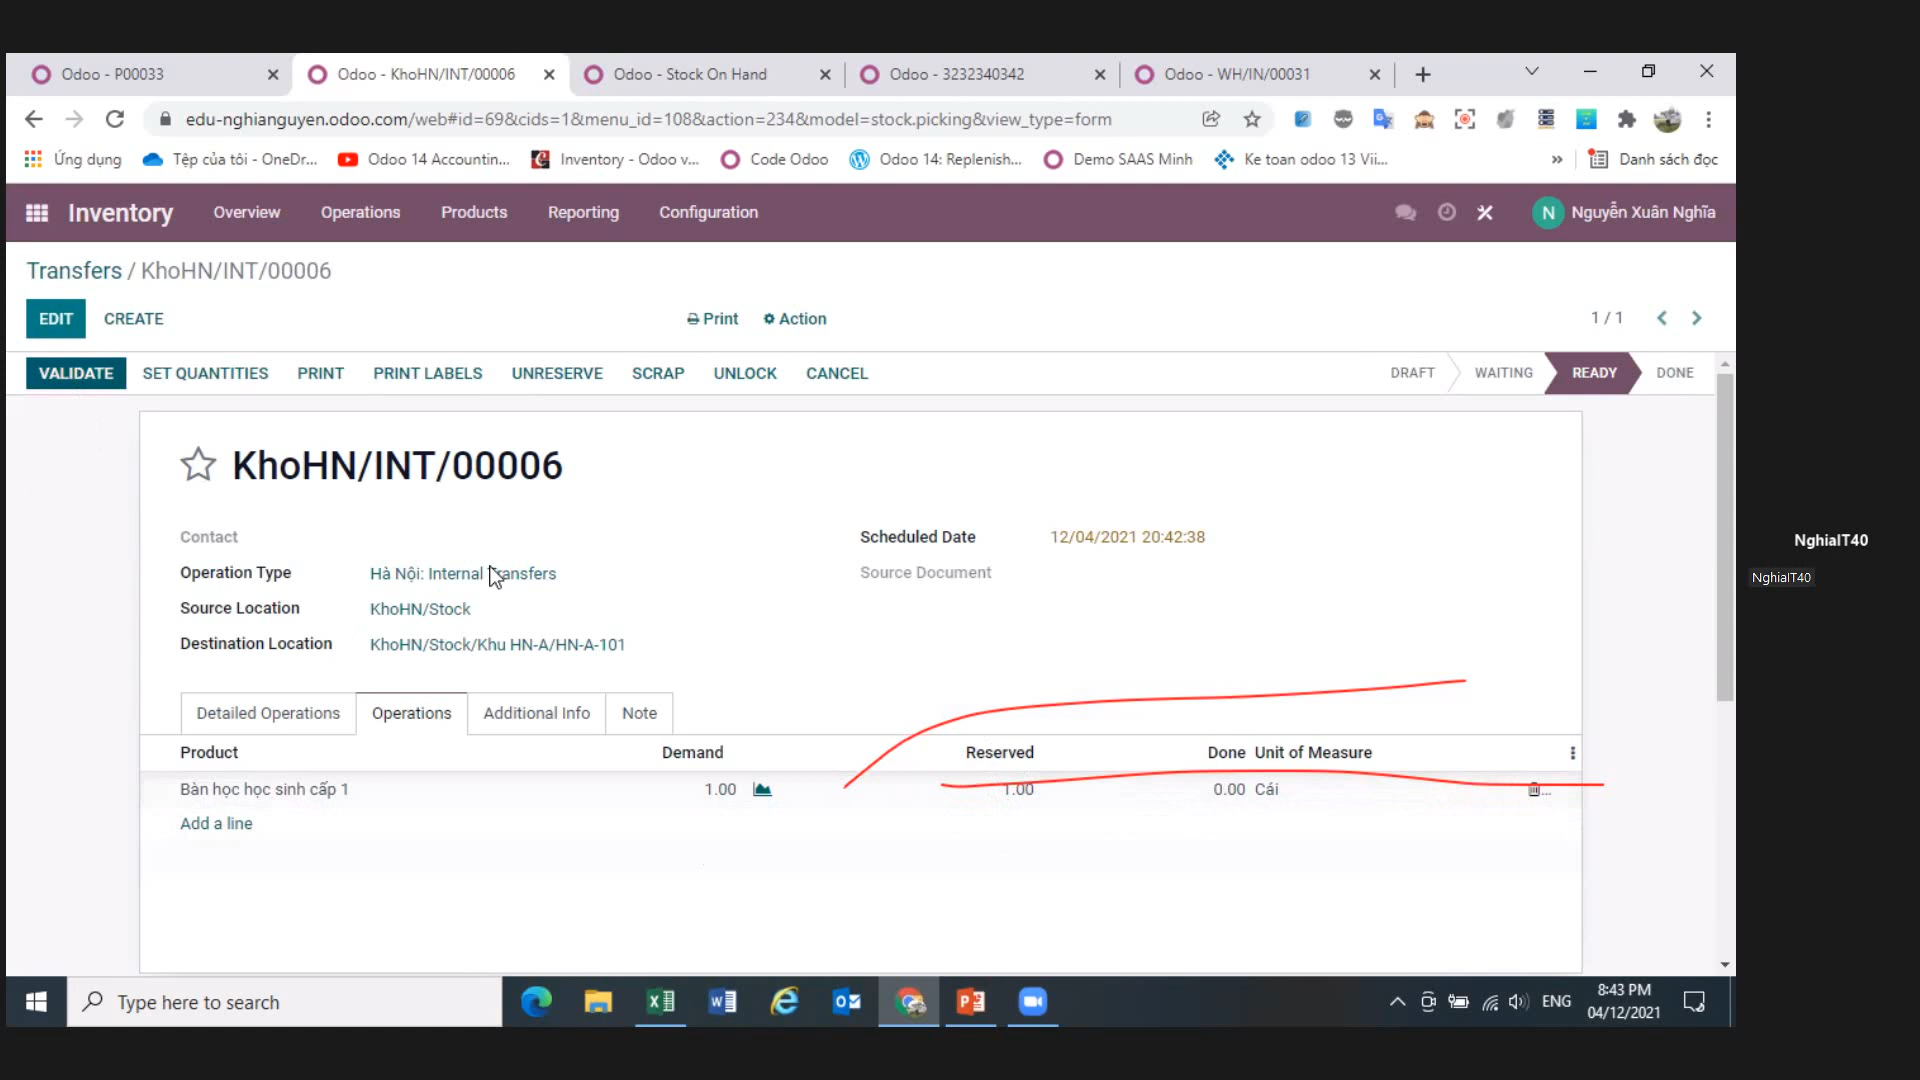 Odoo - P00033
Odoo - KhoHN/INT/00006
Odoo - Stock On Hand
Odoo - 3232340342
Odoo - WH/IN/00031
edu-nghianguyen.odoo.com/web#id=69&cids=1&menu_id=108&action=234&model=stock.picking&view_type=form
Ứng dụng
Tệp của tôi - OneDr...
Odoo 14 Accountin...
Inventory - Odoo v...
Code Odoo
Odoo 14: Replenish...
Demo SAAS Minh
Ke toan odoo 13 Vii...
»
Danh sách đọc
Inventory
Overview
Operations
Products
Reporting
Configuration
N
Nguyễn Xuân Nghĩa
Transfers / KhoHN/INT/00006
EDIT
CREATE
Print
Action
1 / 1
VALIDATE
SET QUANTITIES
PRINT
PRINT LABELS
UNRESERVE
SCRAP
UNLOCK
CANCEL
DRAFT
WAITING
READY
DONE
KhoHN/INT/00006
Contact
Scheduled Date 12/04/2021 20:42:38
Operation Type Hà Nội: Internal Transfers
Source Document
Source Location KhoHN/Stock
Destination Location KhoHN/Stock/Khu HN-A/HN-A-101
NghiaIT40
NghiaIT40
Detailed Operations
Operations
Additional Info
Note
Product Demand Reserved Done Unit of Measure
Bàn học học sinh cấp 1 1.00 1.00 0.00 Cái
Add a line
Type here to search
ENG
8:43 PM
04/12/2021